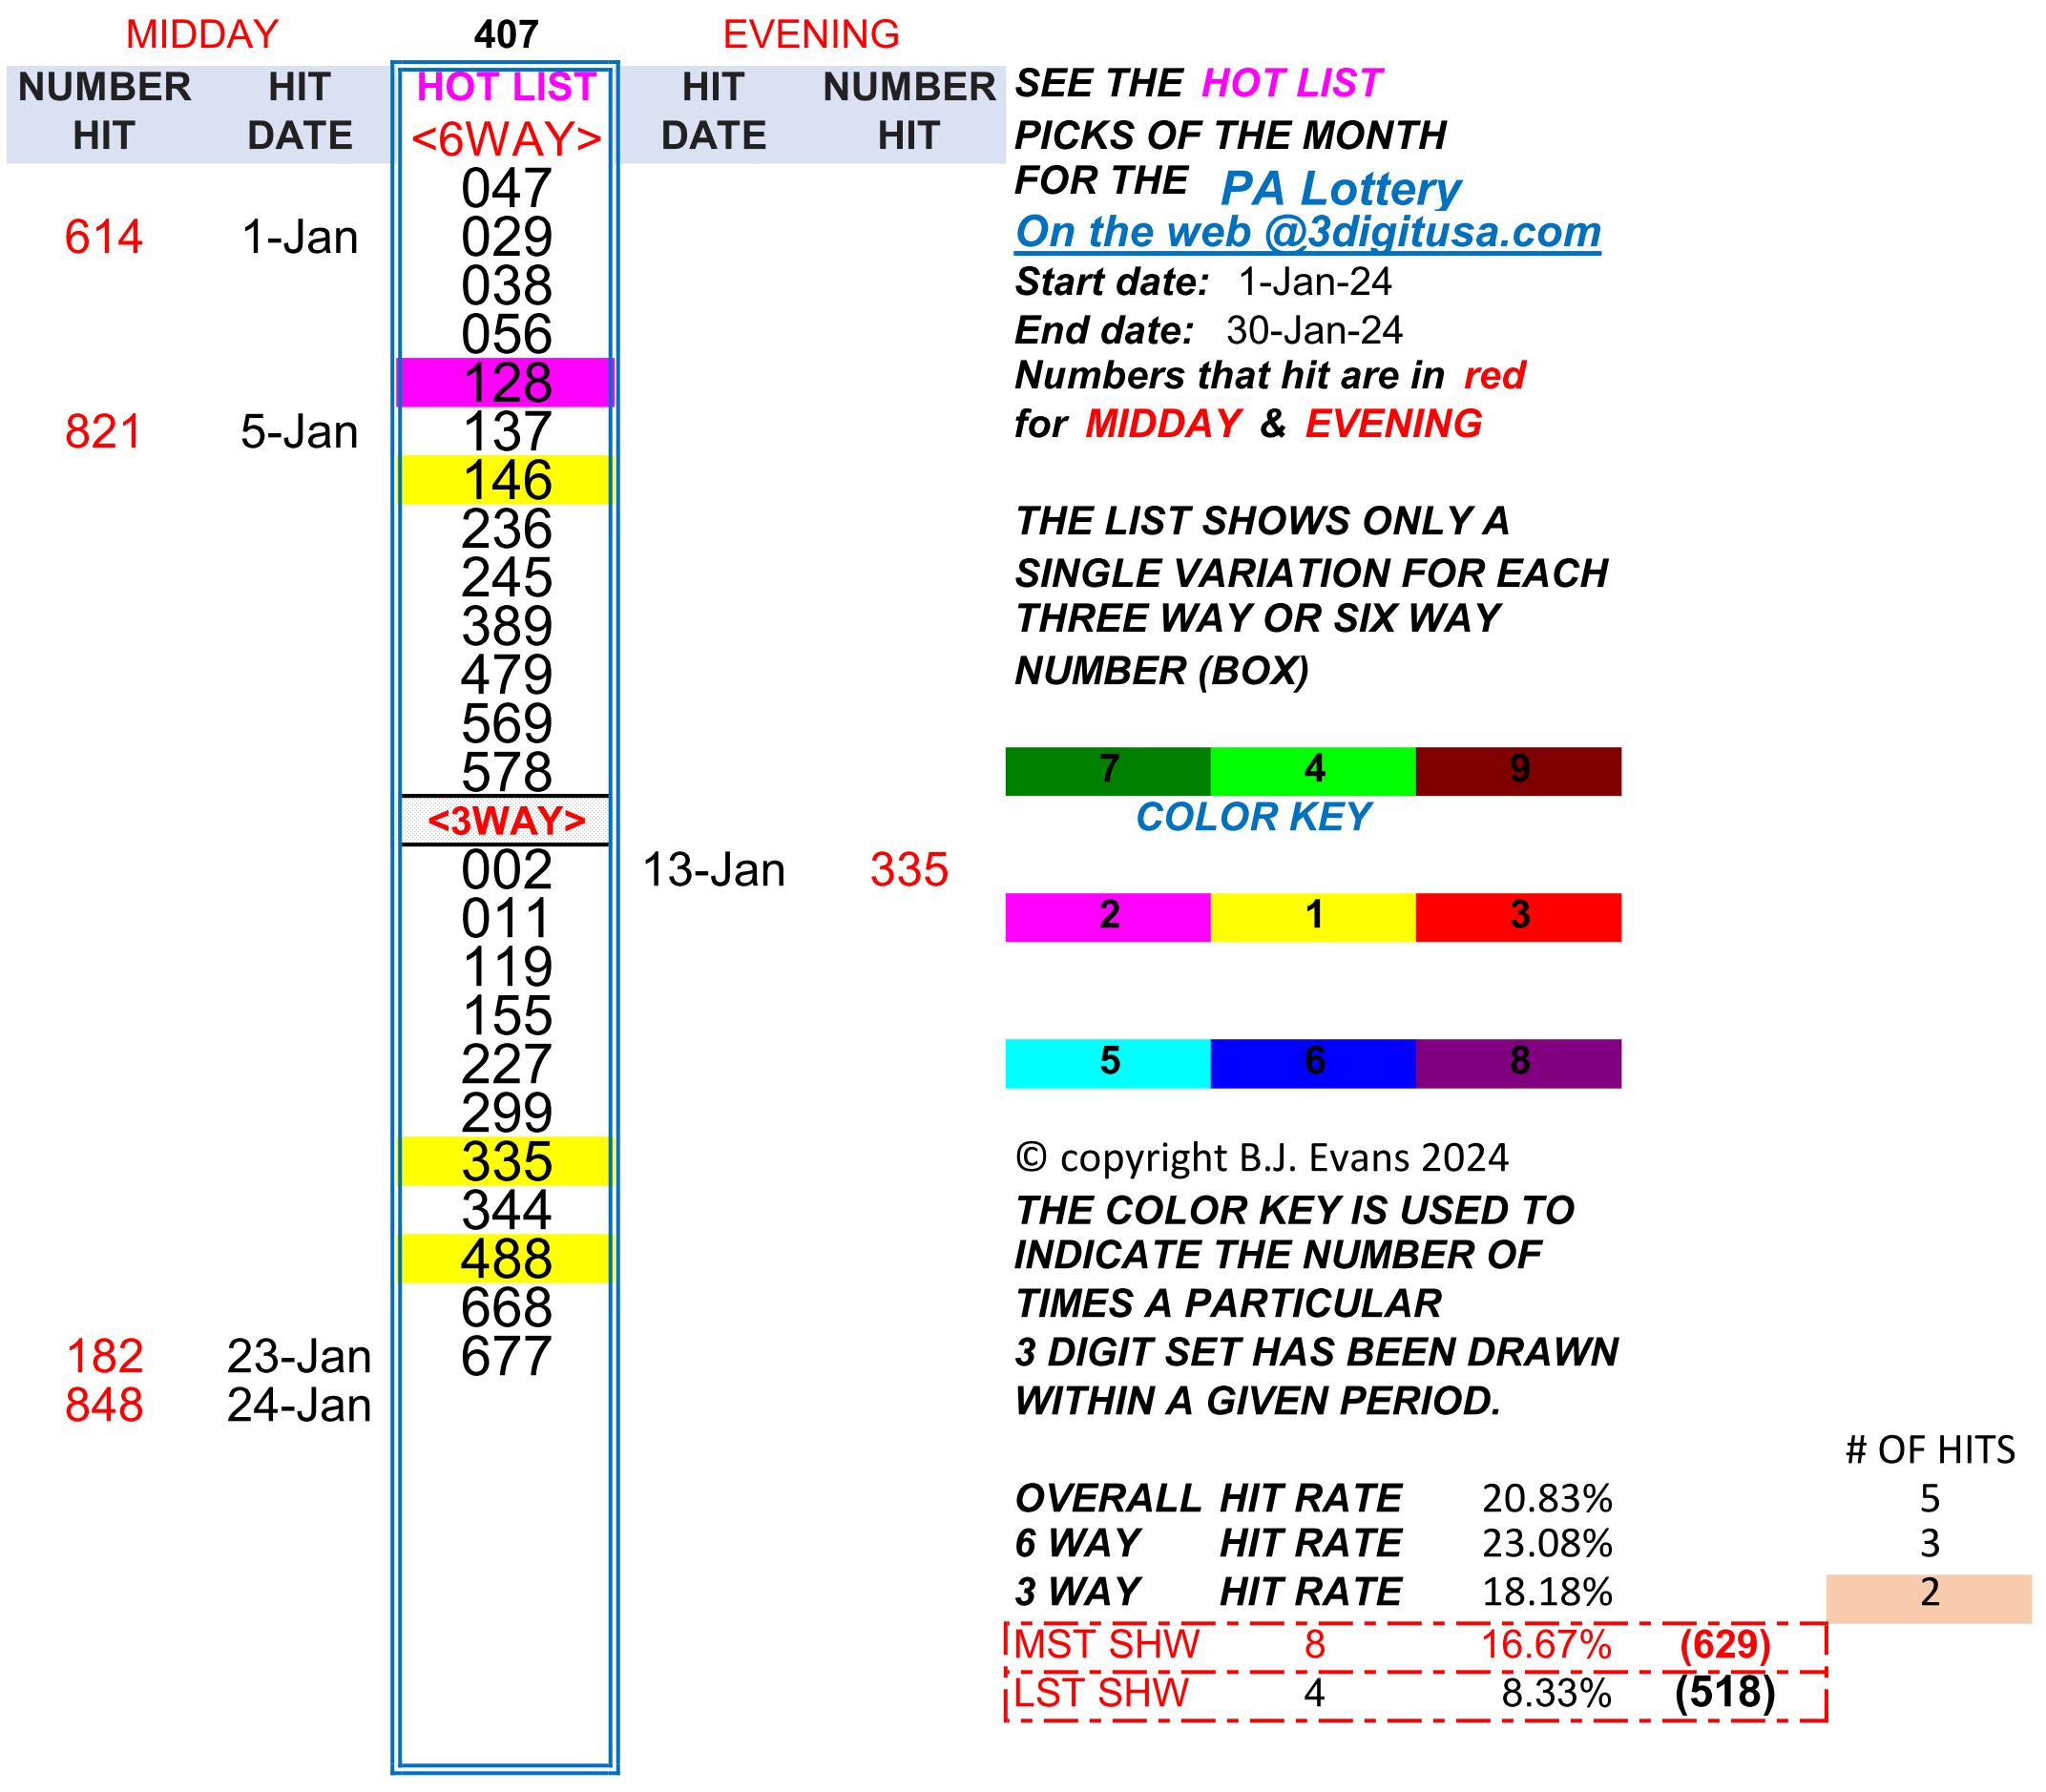 MIDDAY 407 EVENING
NUMBER HIT HOT LIST HIT NUMBER
HIT DATE <6WAY> DATE HIT
047
614 1-Jan 029
038
056
128
821 5-Jan 137
146
236
245
389
479
569
578
<3WAY>
002 13-Jan 335
011
119
155
227
299
335
344
488
668
182 23-Jan 677
848 24-Jan
SEE THE HOT LIST
PICKS OF THE MONTH
FOR THE PA Lottery
On the web @3digitusa.com
Start date: 1-Jan-24
End date: 30-Jan-24
Numbers that hit are in red
for MIDDAY & EVENING
THE LIST SHOWS ONLY A
SINGLE VARIATION FOR EACH
THREE WAY OR SIX WAY
NUMBER (BOX)
7 4 9
COLOR KEY
2 1 3
5 6 8
© copyright B.J. Evans 2024
THE COLOR KEY IS USED TO
INDICATE THE NUMBER OF
TIMES A PARTICULAR
3 DIGIT SET HAS BEEN DRAWN
WITHIN A GIVEN PERIOD.
# OF HITS
OVERALL HIT RATE 20.83% 5
6 WAY HIT RATE 23.08% 3
3 WAY HIT RATE 18.18% 2
MST SHW 8 16.67% (629)
LST SHW 4 8.33% (518)